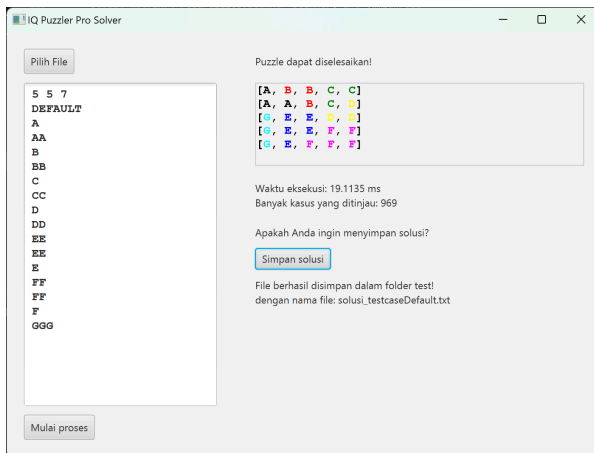 IQ Puzzler Pro Solver
Pilih File
5 5 7
DEFAULT
A
AA
B
BB
C
CC
D
DD
EE
EE
E
FF
FF
F
GGG
Mulai proses
Puzzle dapat diselesaikan!
[A, B, B, C, C]
[A, A, B, C, D]
[G, E, E, D, D]
[G, E, E, F, F]
[G, E, F, F, F]
Waktu eksekusi: 19.1135 ms
Banyak kasus yang ditinjau: 969
Apakah Anda ingin menyimpan solusi?
Simpan solusi
File berhasil disimpan dalam folder test!
dengan nama file: solusi_testcaseDefault.txt